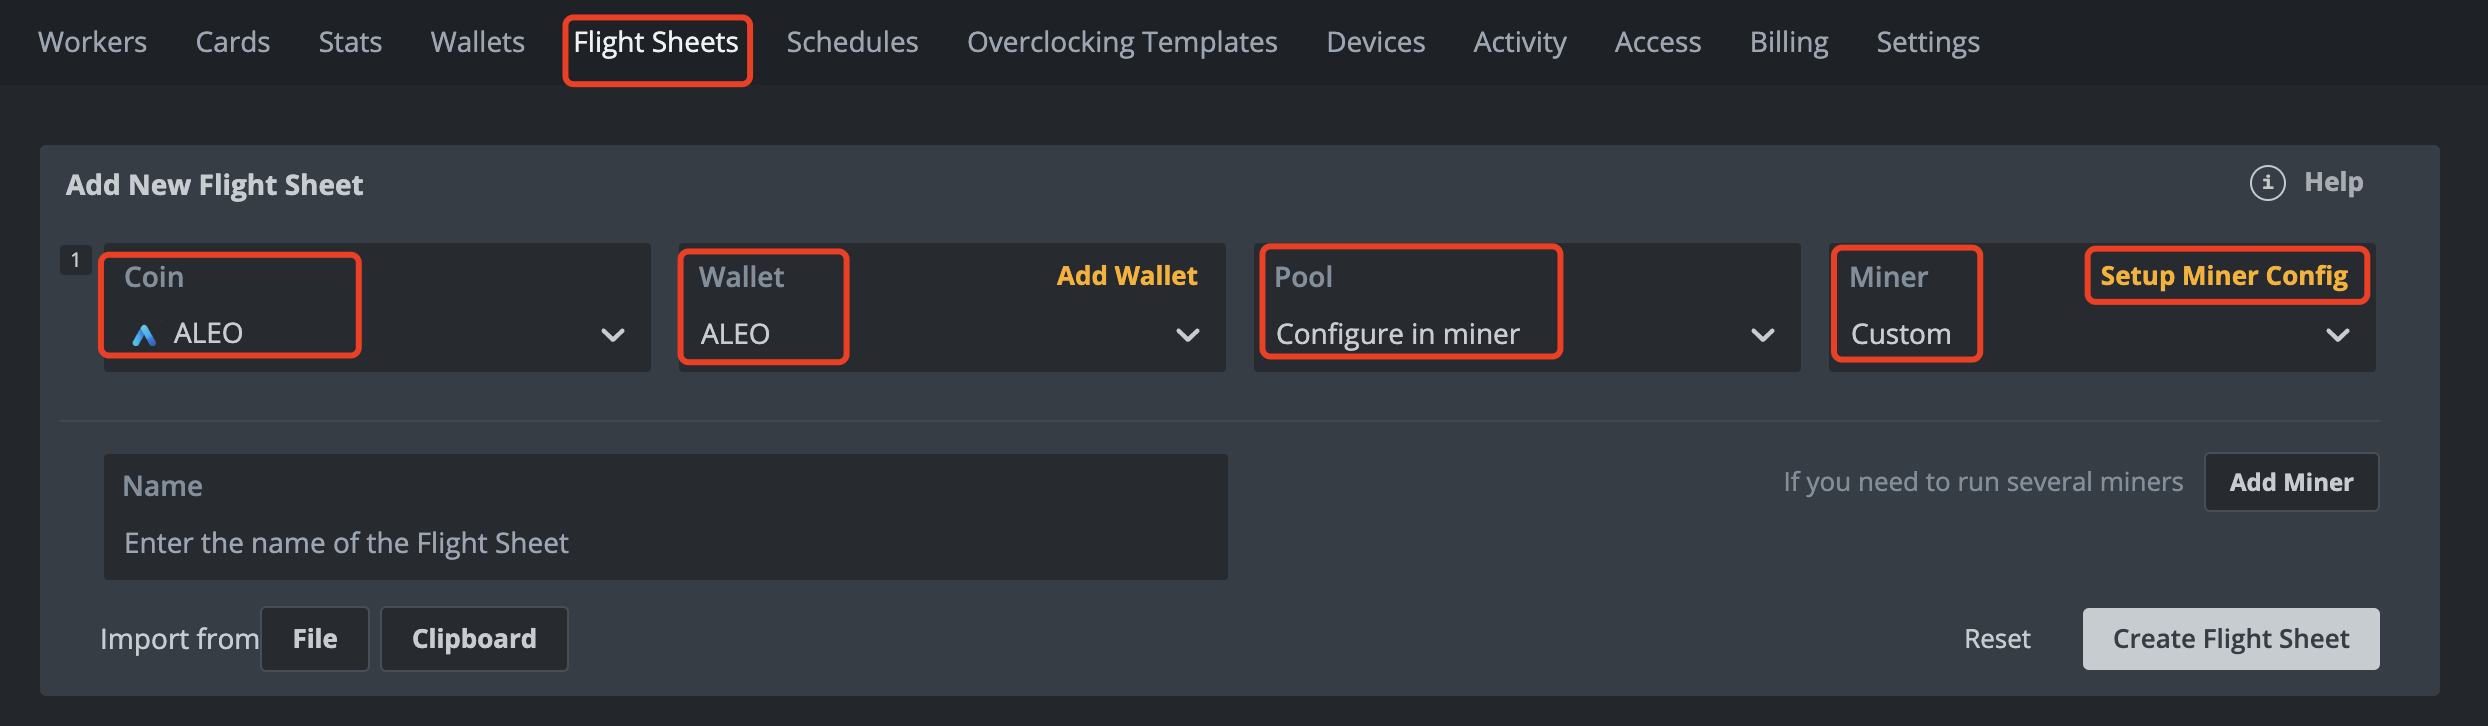 Workers Cards Stats Wallets Flight Sheets Schedules Overclocking Templates Devices Activity Access Billing Settings
Add New Flight Sheet
Help
1
Coin
ALEO
Wallet
Add Wallet
ALEO
Pool
Configure in miner
Miner
Setup Miner Config
Custom
Name
Enter the name of the Flight Sheet
If you need to run several miners
Add Miner
Import from File Clipboard
Reset
Create Flight Sheet